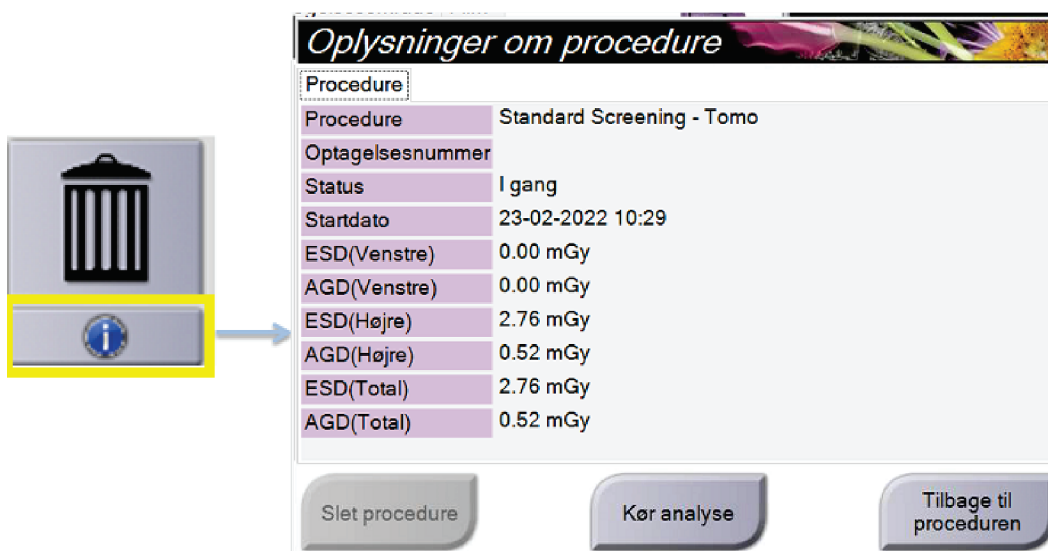 Oplysninger om procedure
Procedure
Procedure Standard Screening - Tomo
Optagelsesnummer
Status I gang
Startdato 23-02-2022 10:29
ESD(Venstre) 0.00 mGy
AGD(Venstre) 0.00 mGy
ESD(Højre) 2.76 mGy
AGD(Højre) 0.52 mGy
ESD(Total) 2.76 mGy
AGD(Total) 0.52 mGy
Slet procedure
Kør analyse
Tilbage til
proceduren